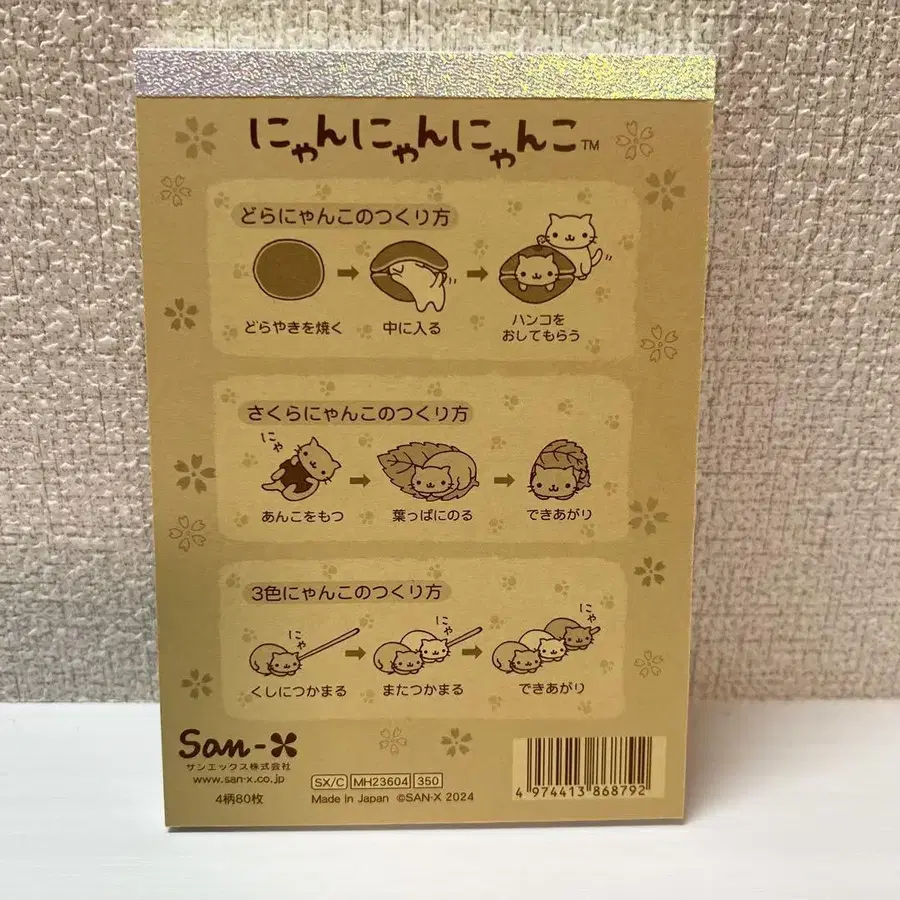 にゃんにゃんにゃんこ™
どらにゃんこのつくり方
どらやきを焼く
中に入る
ハンコを
おしてもらう
さくらにゃんこのつくり方
にゃ
あんこをもつ
葉っぱにのる
できあがり
3色にゃんこのつくり方
にゃ
にゃ
にゃ
くしにつかまる
またつかまる
できあがり
San-X
サンエックス株式会社
www.san-x.co.jp
4柄80枚
SX/C MH23604 350
Made in Japan ©SAN-X 2024
4 974413 868792